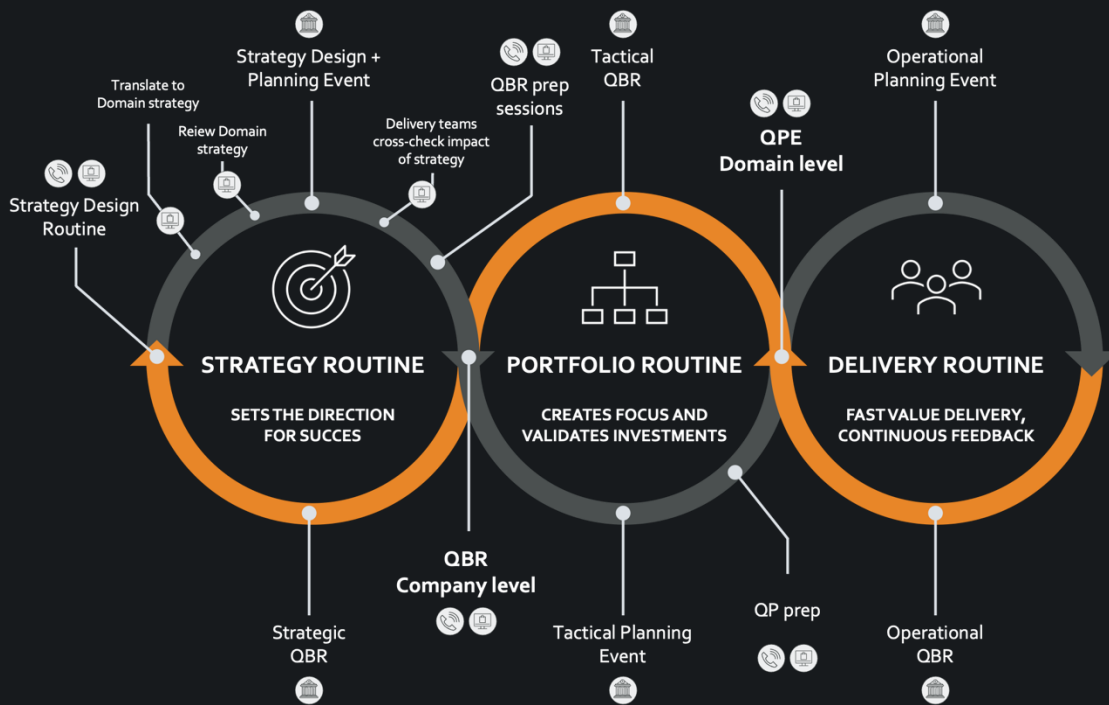 Strategy Design +
Planning Event
QBR prep
sessions
Tactical
QBR
Operational
Planning Event
Translate to
Domain strategy
Reiew Domain
strategy
Delivery teams
cross-check impact
of strategy
QPE
Domain level
Strategy Design
Routine
STRATEGY ROUTINE
SETS THE DIRECTION
FOR SUCCES
PORTFOLIO ROUTINE
CREATES FOCUS AND
VALIDATES INVESTMENTS
DELIVERY ROUTINE
FAST VALUE DELIVERY,
CONTINUOUS FEEDBACK
QBR
Company level
QP prep
Strategic
QBR
Tactical Planning
Event
Operational
QBR